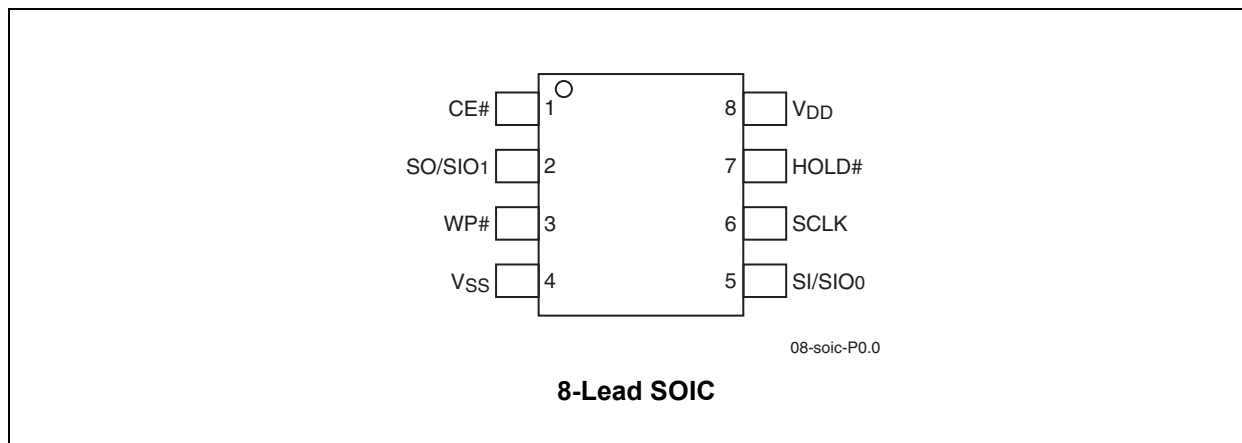 CE# 1 8 VDD
SO/SIO1 2 7 HOLD#
WP# 3 6 SCLK
VSS 4 5 SI/SIO0
08-soic-P0.0
8-Lead SOIC